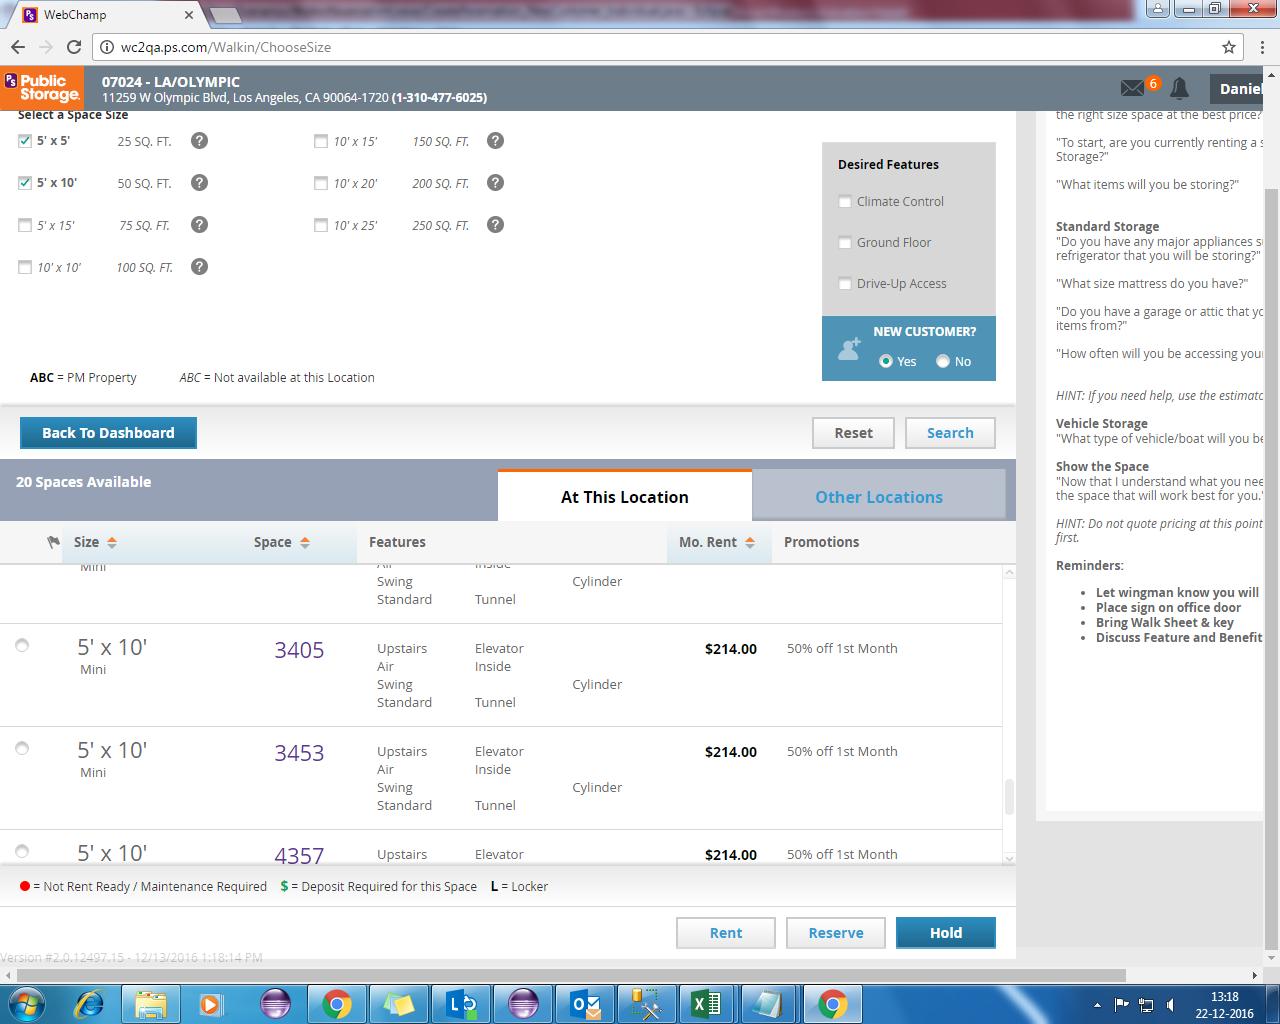 WebChamp
wc2qa.ps.com/Walkin/ChooseSize
PS Public Storage
07024 - LA/OLYMPIC
11259 W Olympic Blvd, Los Angeles, CA 90064-1720 (1-310-477-6025)
6
Daniel
Select a Space Size
5' x 5' 25 SQ. FT. ?
10' x 15' 150 SQ. FT. ?
5' x 10' 50 SQ. FT. ?
10' x 20' 200 SQ. FT. ?
5' x 15' 75 SQ. FT. ?
10' x 25' 250 SQ. FT. ?
10' x 10' 100 SQ. FT. ?
Desired Features
Climate Control
Ground Floor
Drive-Up Access
NEW CUSTOMER?
Yes No
ABC = PM Property ABC = Not available at this Location
Back To Dashboard
Reset
Search
20 Spaces Available
At This Location
Other Locations
Size Space Features Mo. Rent Promotions
Mini
Air Inside
Swing Cylinder
Standard Tunnel
5' x 10' 3405 Upstairs Elevator $214.00 50% off 1st Month
Mini Air Inside
Swing Cylinder
Standard Tunnel
5' x 10' 3453 Upstairs Elevator $214.00 50% off 1st Month
Mini Air Inside
Swing Cylinder
Standard Tunnel
5' x 10' 4357 Upstairs Elevator $214.00 50% off 1st Month
= Not Rent Ready / Maintenance Required $ = Deposit Required for this Space L = Locker
Rent
Reserve
Hold
Version #2.0.12497.15 - 12/13/2016 1:18:14 PM
the right size space at the best price?
"To start, are you currently renting a s
Storage?"
"What items will you be storing?"
Standard Storage
"Do you have any major appliances su
refrigerator that you will be storing?"
"What size mattress do you have?"
"Do you have a garage or attic that yo
items from?"
"How often will you be accessing your
HINT: If you need help, use the estimato
Vehicle Storage
"What type of vehicle/boat will you be
Show the Space
"Now that I understand what you nee
the space that will work best for you."
HINT: Do not quote pricing at this point
first.
Reminders:
• Let wingman know you will
• Place sign on office door
• Bring Walk Sheet & key
• Discuss Feature and Benefit
13:18
22-12-2016